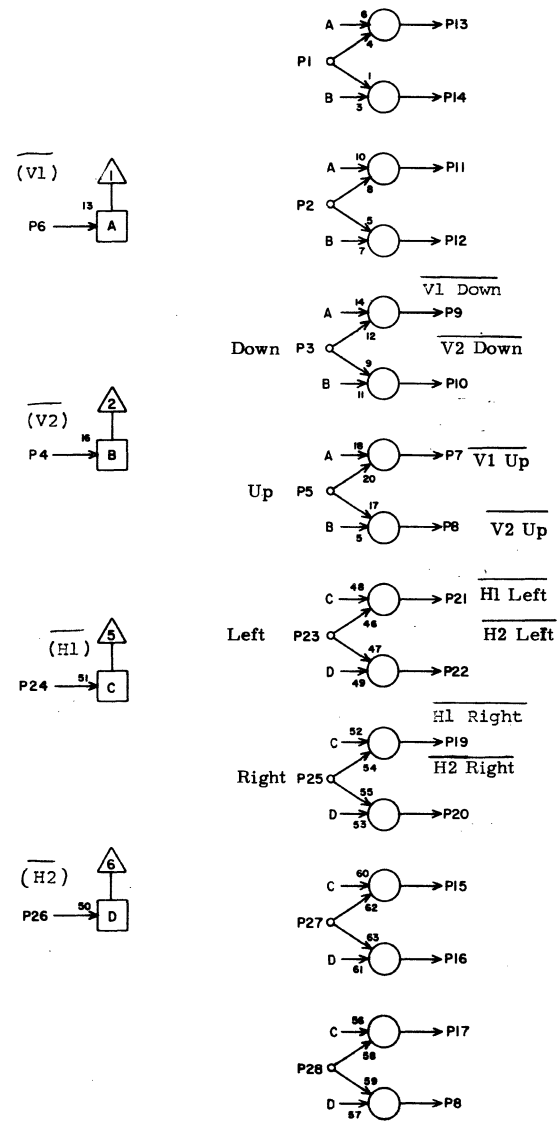 A 6 P13
4
P1
1
B 3 P14
(V1)
1
13
P6 A
A 10 P11
8
P2
5
B 7 P12
V1 Down
A 14 P9
12
Down P3 V2 Down
9
B 11 P10
(V2)
2
16
P4 B
A 18 P7 V1 Up
20
Up P5
17
B 5 P8 V2 Up
C 48 P21 H1 Left
46
Left P23 H2 Left
47
D 49 P22
(H1)
5
51
P24 C
H1 Right
C 52 P19
54 H2 Right
Right P25
55
D 53 P20
(H2)
6
50
P26 D
C 60 P15
62
P27
63
D 61 P16
C 56 P17
58
P28
59
D 57 P8